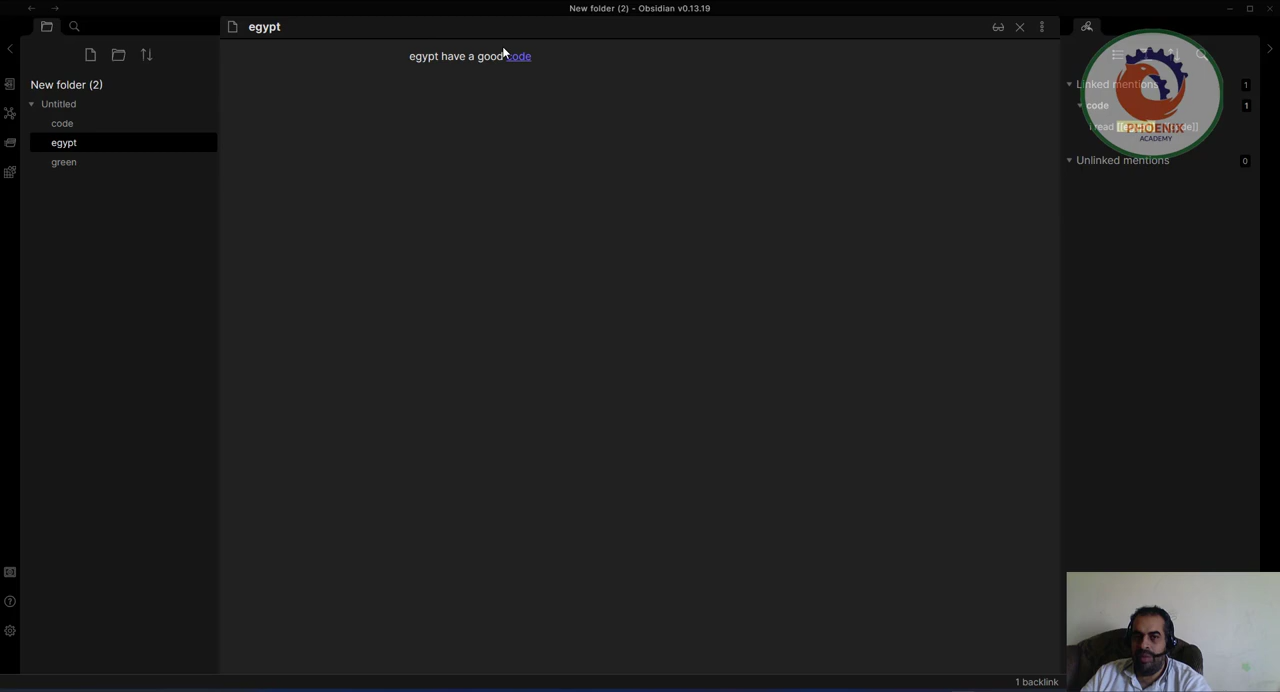 New folder (2) - Obsidian v0.13.19
egypt
egypt have a good code
New folder (2)
Untitled
code
egypt
green
Linked mentions 1
code 1
I read
PHOENIX
ACADEMY
Unlinked mentions 0
1 backlink